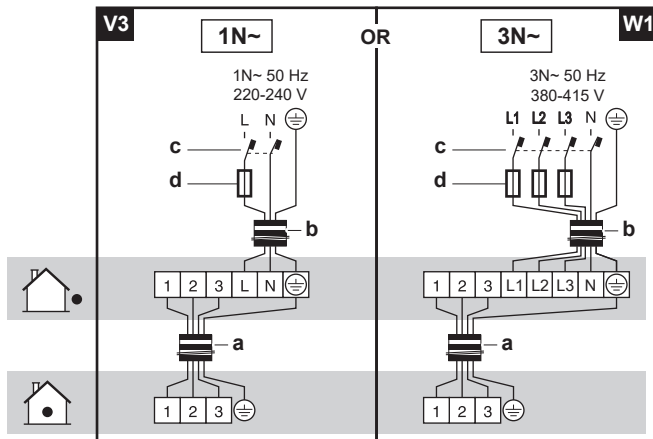 V3 1N~ OR 3N~ W1
1N~ 50 Hz
220-240 V
L N
c
d
b
1 2 3 L N
a
1 2 3
3N~ 50 Hz
380-415 V
L1 L2 L3 N
c
d
b
1 2 3 L1 L2 L3 N
a
1 2 3